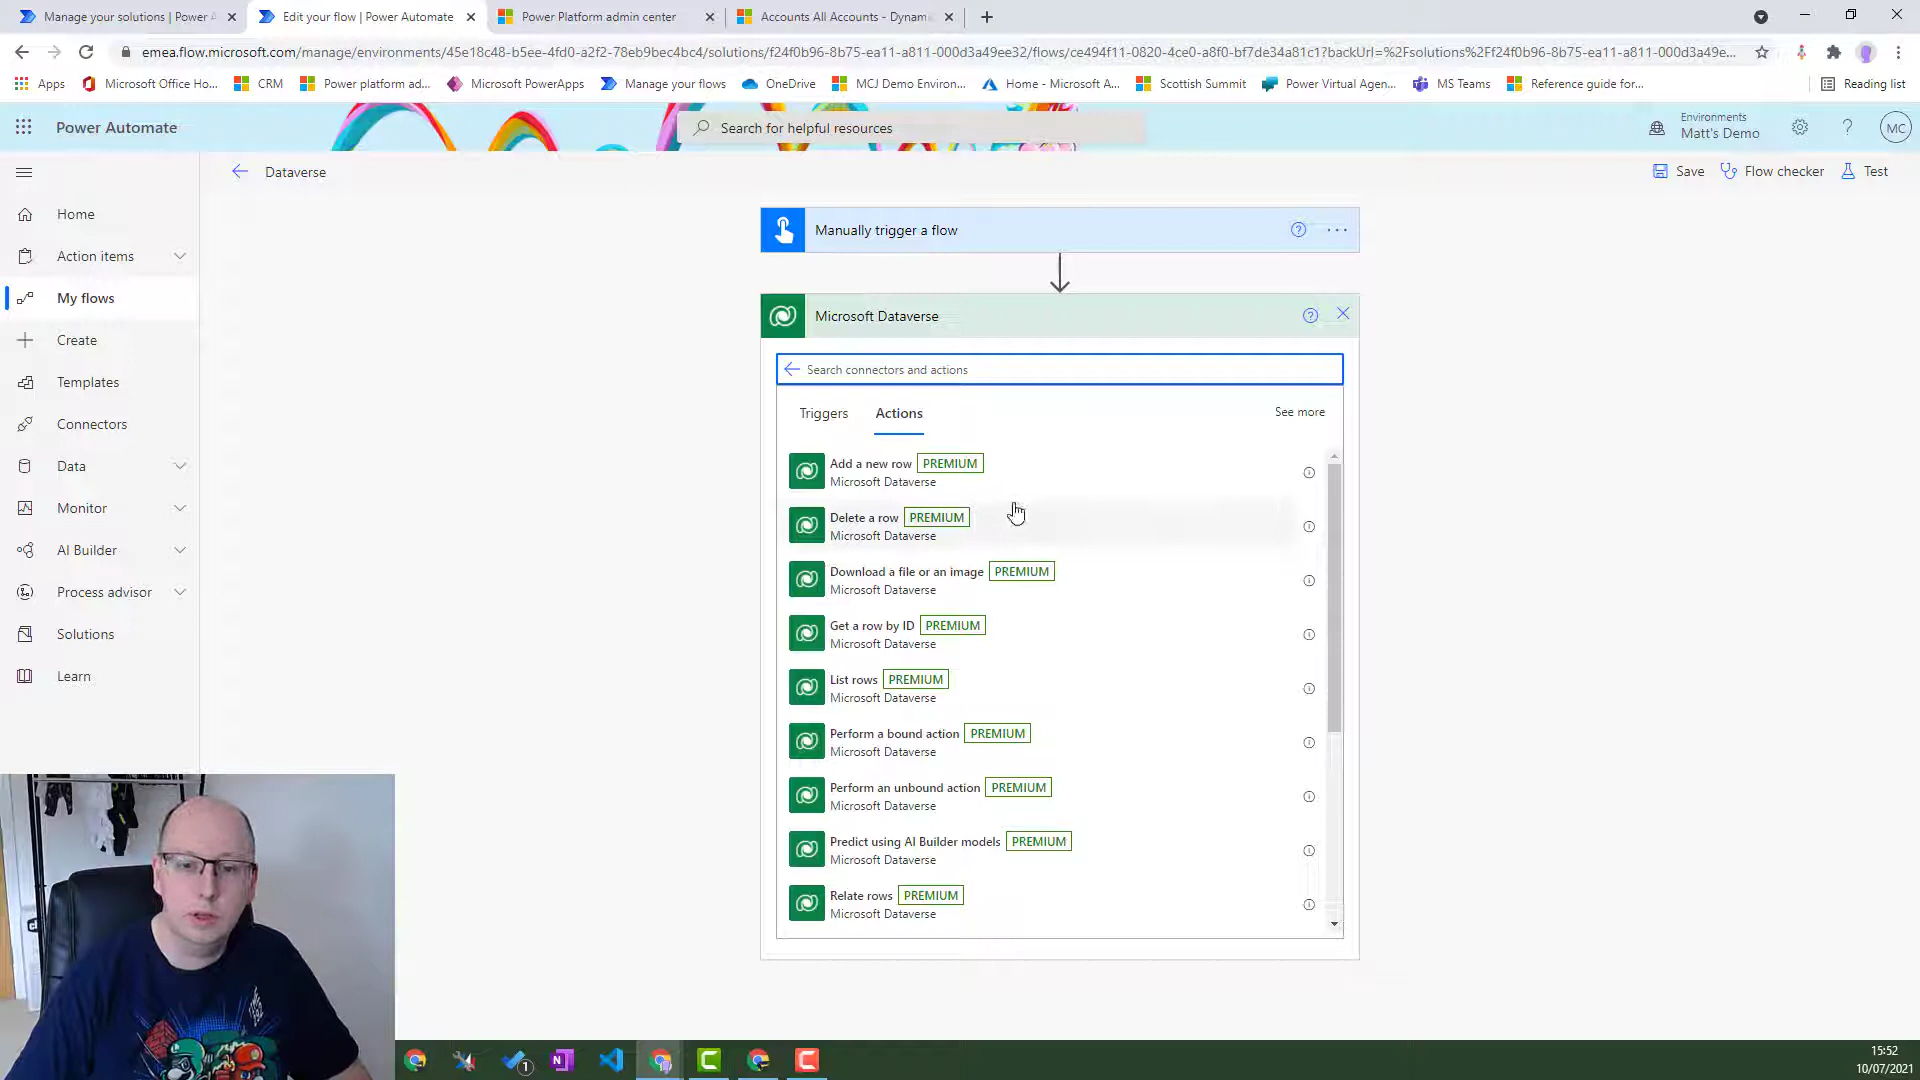 Manage your solutions | Power A
Edit your flow | Power Automate
Power Platform admin center
Accounts All Accounts - Dynami
emea.flow.microsoft.com/manage/environments/45e18c48-b5ee-4fd0-a2f2-78eb9bec4bc4/solutions/f24f0b96-8b75-ea11-a811-000d3a49ee32/flows/ce494f11-0820-4ce0-a8f0-bf7de34a81c1?backUrl=%2Fsolutions%2Ff24f0b96-8b75-ea11-a811-000d3a49ee32%2F...
Apps
Microsoft Office Ho...
CRM
Power platform ad...
Microsoft PowerApps
Manage your flows
OneDrive
MCJ Demo Environ...
Home - Microsoft A...
Scottish Summit
Power Virtual Agen...
MS Teams
Reference guide for...
Reading list
Power Automate
Search for helpful resources
Environments
Matt's Demo
MC
Dataverse
Save
Flow checker
Test
Home
Action items
My flows
Create
Templates
Connectors
Data
Monitor
AI Builder
Process advisor
Solutions
Learn
Manually trigger a flow
Microsoft Dataverse
Search connectors and actions
Triggers
Actions
See more
Add a new row PREMIUM
Microsoft Dataverse
Delete a row PREMIUM
Microsoft Dataverse
Download a file or an image PREMIUM
Microsoft Dataverse
Get a row by ID PREMIUM
Microsoft Dataverse
List rows PREMIUM
Microsoft Dataverse
Perform a bound action PREMIUM
Microsoft Dataverse
Perform an unbound action PREMIUM
Microsoft Dataverse
Predict using AI Builder models PREMIUM
Microsoft Dataverse
Relate rows PREMIUM
Microsoft Dataverse
1
15:52
10/07/2021